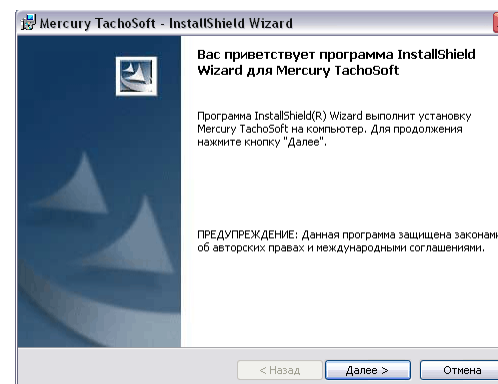 Mercury TachoSoft - InstallShield Wizard
Вас приветствует программа InstallShield
Wizard для Mercury TachoSoft
Программа InstallShield(R) Wizard выполнит установку
Mercury TachoSoft на компьютер. Для продолжения
нажмите кнопку "Далее".
ПРЕДУПРЕЖДЕНИЕ: Данная программа защищена законами
об авторских правах и международными соглашениями.
< Назад Далее > Отмена